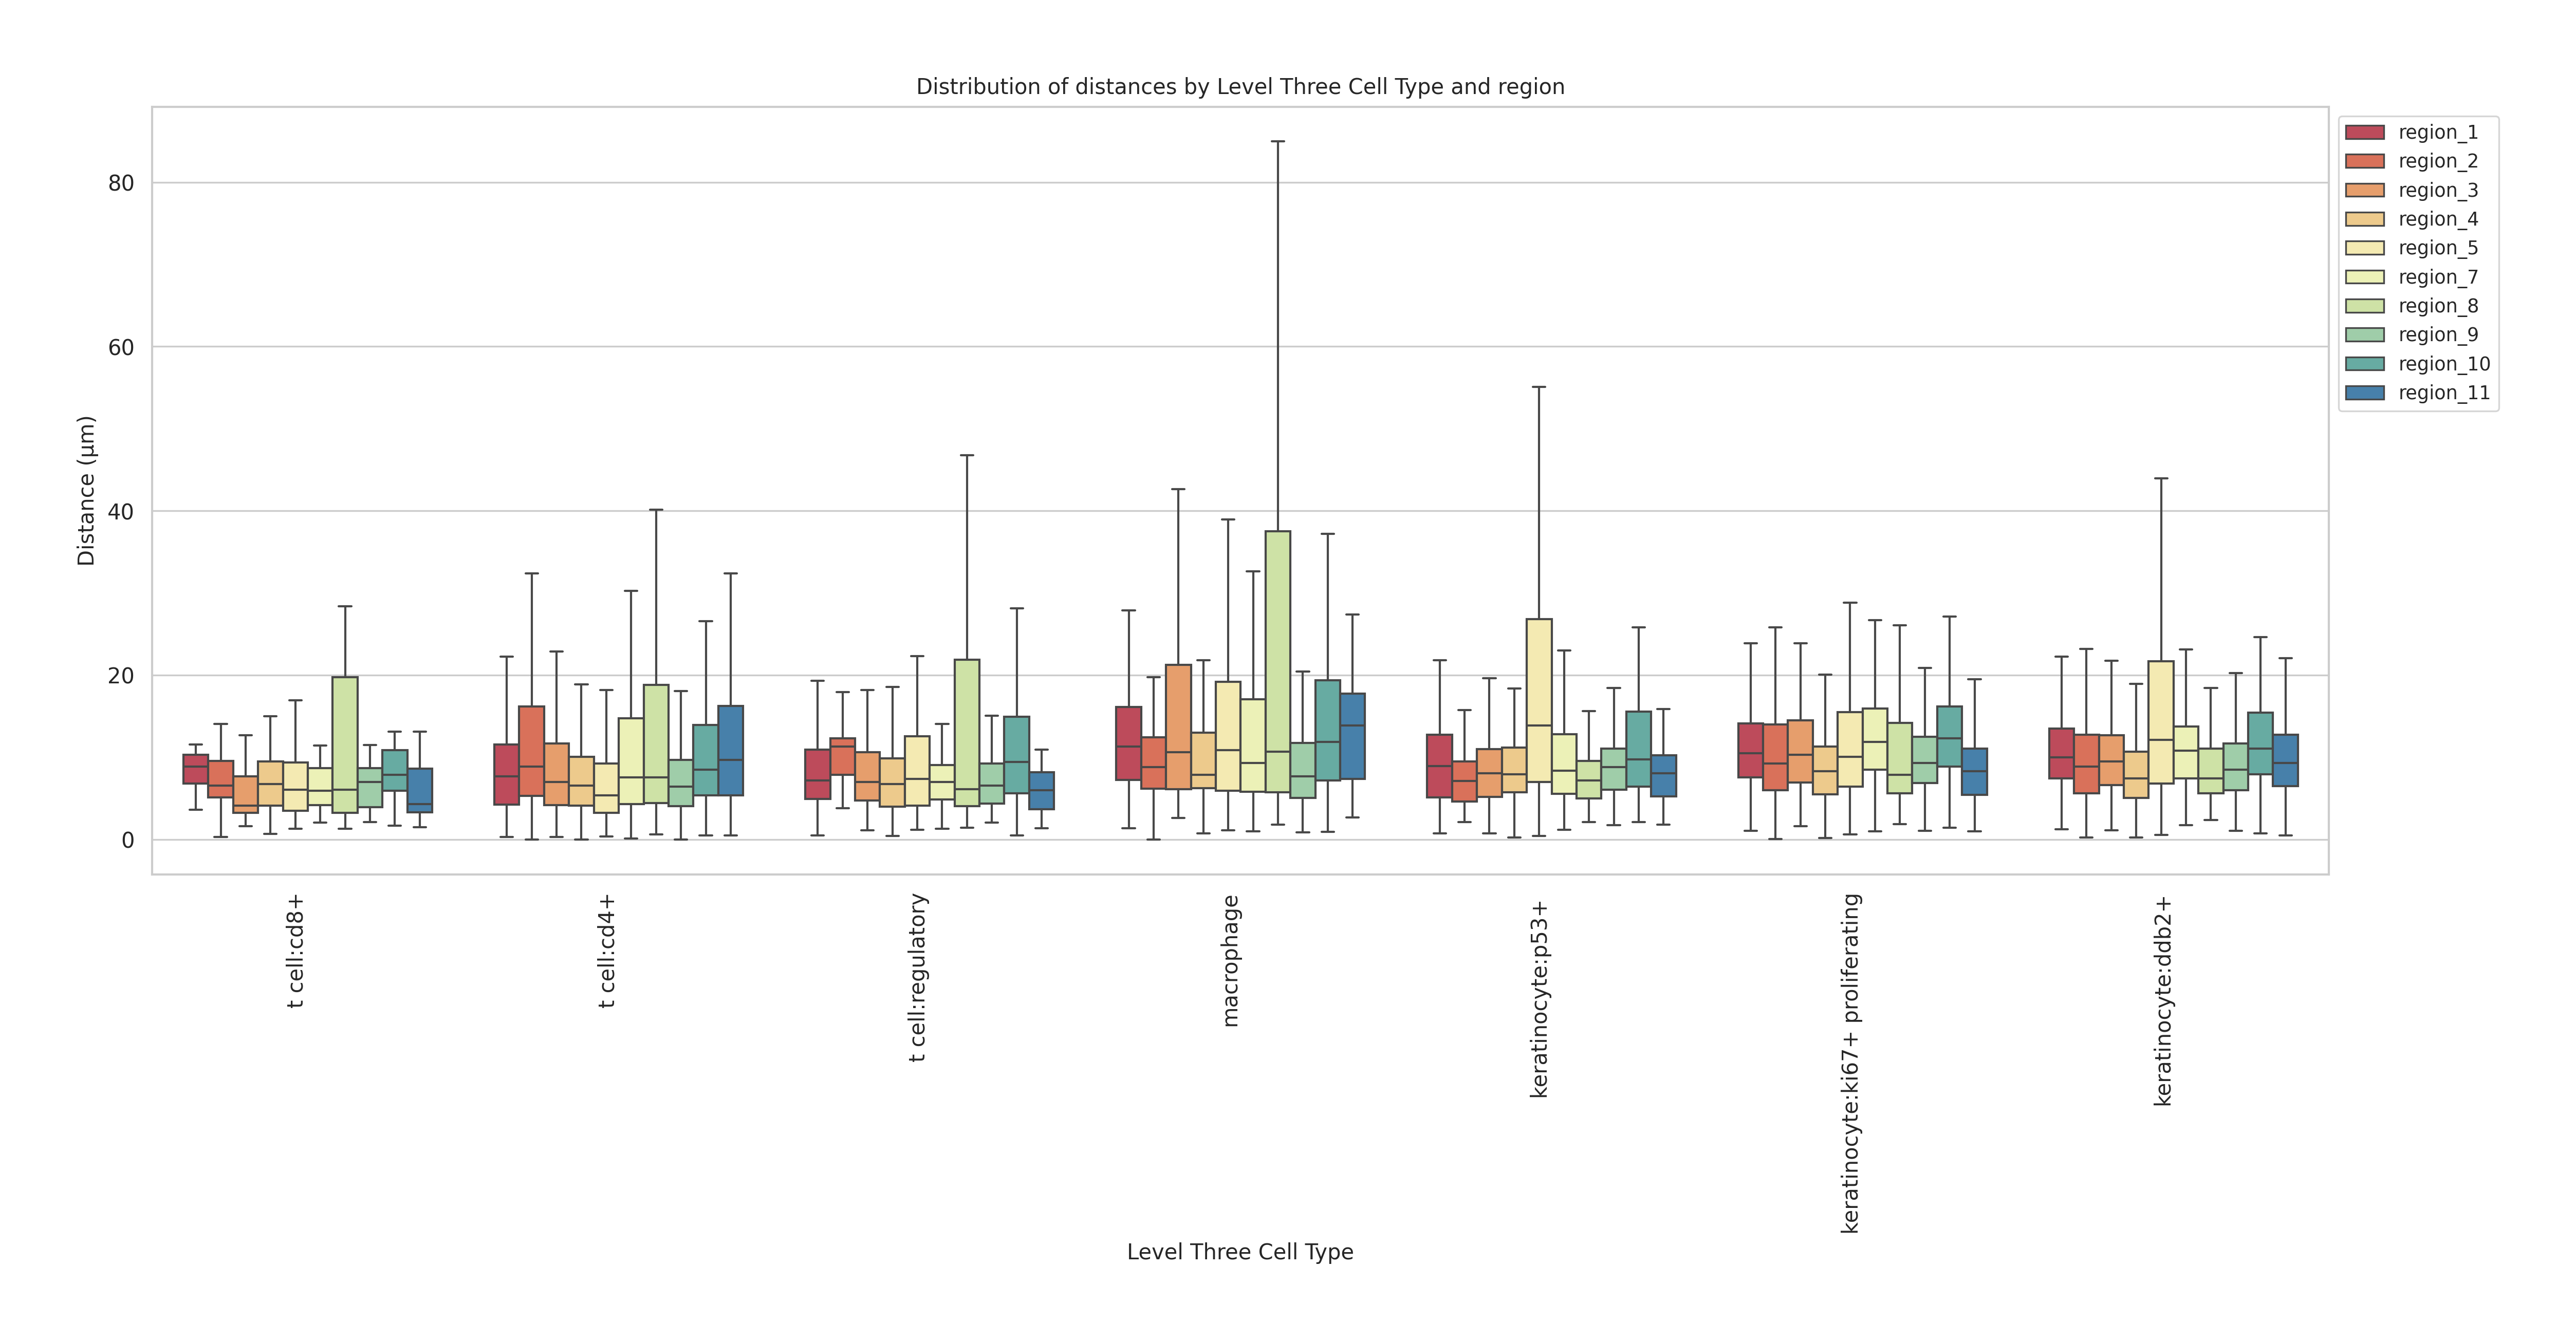 Distribution of distances by Level Three Cell Type and region
region_1
region_2
region_3
region_4
region_5
region_7
region_8
region_9
region_10
region_11
Distance (μm)
80
60
40
20
0
t cell:cd8+
t cell:cd4+
t cell:regulatory
macrophage
keratinocyte:p53+
keratinocyte:ki67+ proliferating
keratinocyte:ddb2+
Level Three Cell Type